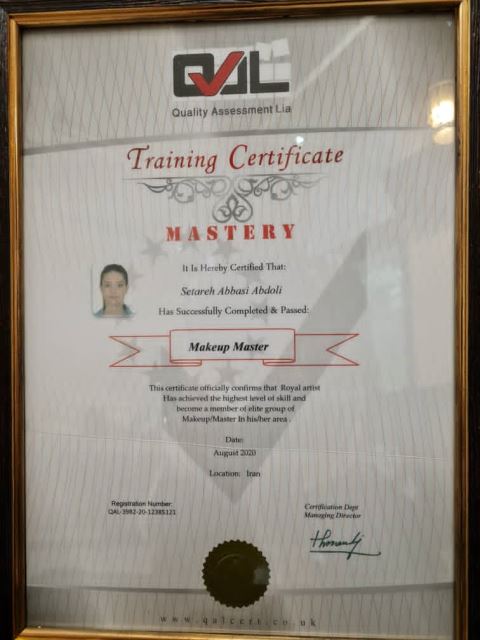 QAL
Quality Assessment Lia
Training Certificate
MASTERY
It Is Hereby Certified That:
Setareh Abbasi Abdoli
Has Successfully Completed & Passed:
Makeup Master
This certificate officially confirms that Royal artist
Has achieved the highest level of skill and
become a member of elite group of
Makeup/Master In his/her area .
Date:
August 2020
Location: Iran
Registration Number:
QAL-3982-20-12385121
Certification Dept
Managing Director
www.qalcert.co.uk